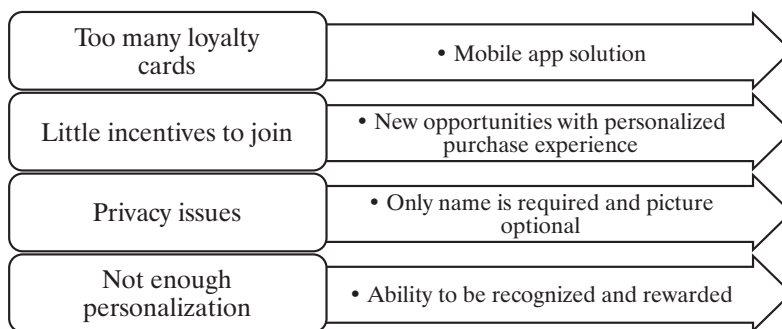 Too many loyalty
cards
• Mobile app solution
Little incentives to join
• New opportunities with personalized
purchase experience
Privacy issues
• Only name is required and picture
optional
Not enough
personalization
• Ability to be recognized and rewarded